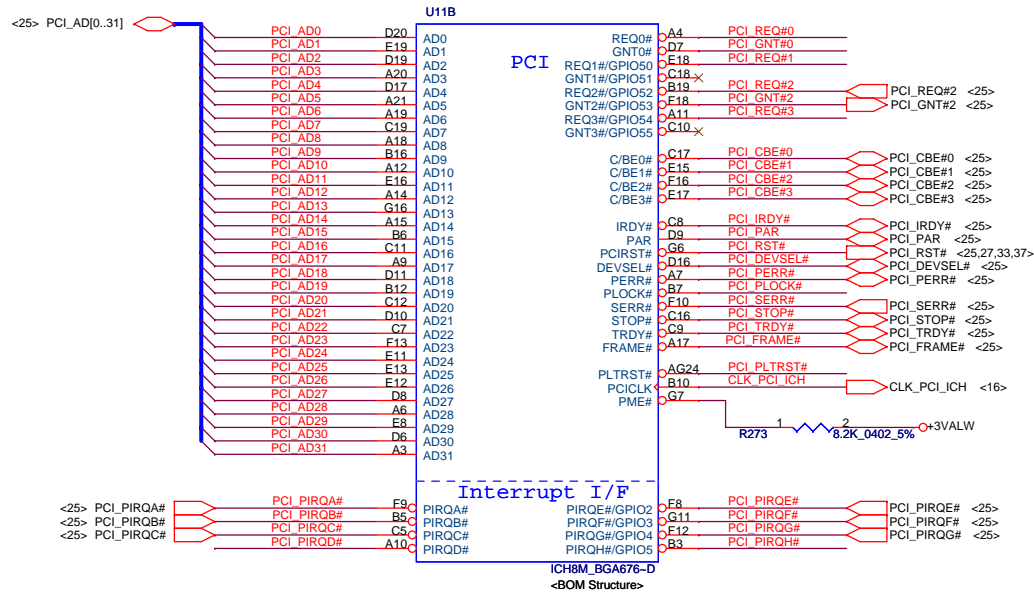 U11B
<25> PCI_AD[0..31]
PCI
PCI_AD0 D20 AD0 REQ0# A4 PCI_REQ#0
PCI_AD1 E19 AD1 GNT0# D7 PCI_GNT#0
PCI_AD2 D19 AD2 REQ1#/GPIO50 E18 PCI_REQ#1
PCI_AD3 A20 AD3 GNT1#/GPIO51 C18
PCI_AD4 D17 AD4 REQ2#/GPIO52 B19 PCI_REQ#2 PCI_REQ#2 <25>
PCI_AD5 A21 AD5 GNT2#/GPIO53 F18 PCI_GNT#2 PCI_GNT#2 <25>
PCI_AD6 A19 AD6 REQ3#/GPIO54 A11 PCI_REQ#3
PCI_AD7 C19 AD7 GNT3#/GPIO55 C10
PCI_AD8 A18 AD8
PCI_AD9 B16 AD9 C/BE0# C17 PCI_CBE#0 PCI_CBE#0 <25>
PCI_AD10 A12 AD10 C/BE1# E15 PCI_CBE#1 PCI_CBE#1 <25>
PCI_AD11 E16 AD11 C/BE2# F16 PCI_CBE#2 PCI_CBE#2 <25>
PCI_AD12 A14 AD12 C/BE3# E17 PCI_CBE#3 PCI_CBE#3 <25>
PCI_AD13 G16 AD13
PCI_AD14 A15 AD14 IRDY# C8 PCI_IRDY# PCI_IRDY# <25>
PCI_AD15 B6 AD15 PAR D9 PCI_PAR PCI_PAR <25>
PCI_AD16 C11 AD16 PCIRST# G6 PCI_RST# PCI_RST# <25,27,33,37>
PCI_AD17 A9 AD17 DEVSEL# D16 PCI_DEVSEL# PCI_DEVSEL# <25>
PCI_AD18 D11 AD18 PERR# A7 PCI_PERR# PCI_PERR# <25>
PCI_AD19 B12 AD19 PLOCK# B7 PCI_PLOCK#
PCI_AD20 C12 AD20 SERR# F10 PCI_SERR# PCI_SERR# <25>
PCI_AD21 D10 AD21 STOP# C16 PCI_STOP# PCI_STOP# <25>
PCI_AD22 C7 AD22 TRDY# C9 PCI_TRDY# PCI_TRDY# <25>
PCI_AD23 F13 AD23 FRAME# A17 PCI_FRAME# PCI_FRAME# <25>
PCI_AD24 E11 AD24
PCI_AD25 E13 AD25 PLTRST# AG24 PCI_PLTRST#
PCI_AD26 E12 AD26 PCICLK B10 CLK_PCI_ICH CLK_PCI_ICH <16>
PCI_AD27 D8 AD27 PME# G7
PCI_AD28 A6 AD28
PCI_AD29 E8 AD29 1 2 +3VALW
PCI_AD30 D6 AD30 R273 8.2K_0402_5%
PCI_AD31 A3 AD31
Interrupt I/F
<25> PCI_PIRQA# PCI_PIRQA# F9 PIRQA# PIRQE#/GPIO2 F8 PCI_PIRQE# PCI_PIRQE# <25>
<25> PCI_PIRQB# PCI_PIRQB# B5 PIRQB# PIRQF#/GPIO3 G11 PCI_PIRQF# PCI_PIRQF# <25>
<25> PCI_PIRQC# PCI_PIRQC# C5 PIRQC# PIRQG#/GPIO4 F12 PCI_PIRQG# PCI_PIRQG# <25>
PCI_PIRQD# A10 PIRQD# PIRQH#/GPIO5 B3 PCI_PIRQH#
ICH8M_BGA676~D
<BOM Structure>